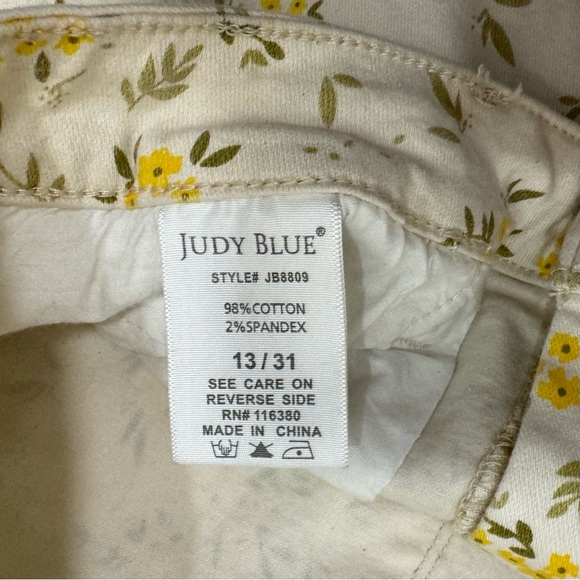 JUDY BLUE®
STYLE# JB8809
98%COTTON
2%SPANDEX
13/31
SEE CARE ON
REVERSE SIDE
RN# 116380
MADE IN CHINA